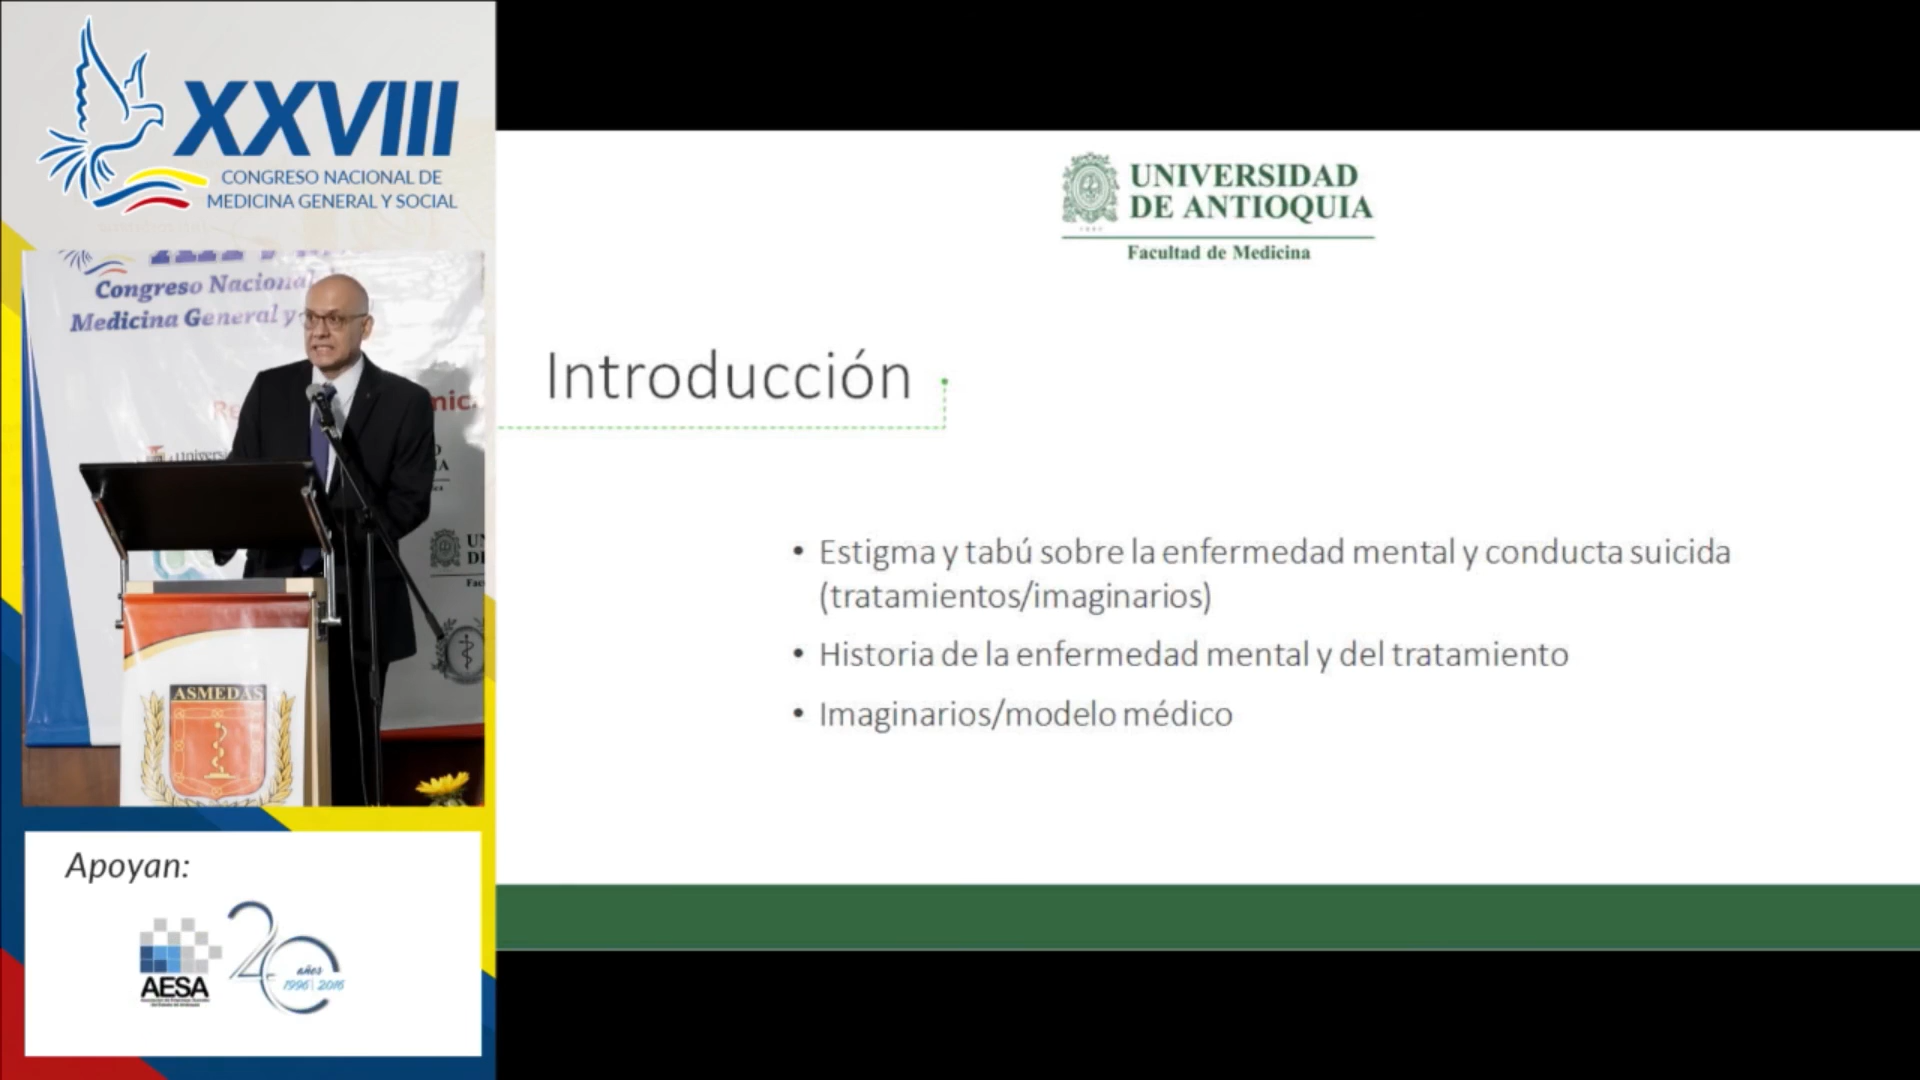 XXVIII
CONGRESO NACIONAL DE
MEDICINA GENERAL Y SOCIAL
Congreso Nacional
Medicina General y
ASMEDAS
Apoyan:
AESA
20
años
1996 | 2016
UNIVERSIDAD
DE ANTIOQUIA
Facultad de Medicina
Introducción
• Estigma y tabú sobre la enfermedad mental y conducta suicida
(tratamientos/imaginarios)
• Historia de la enfermedad mental y del tratamiento
• Imaginarios/modelo médico